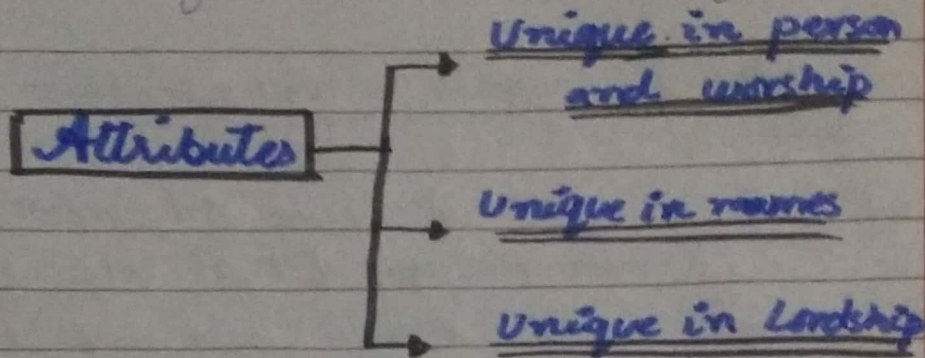 Unique in person
and worship
Attributes
Unique in names
Unique in Lordship